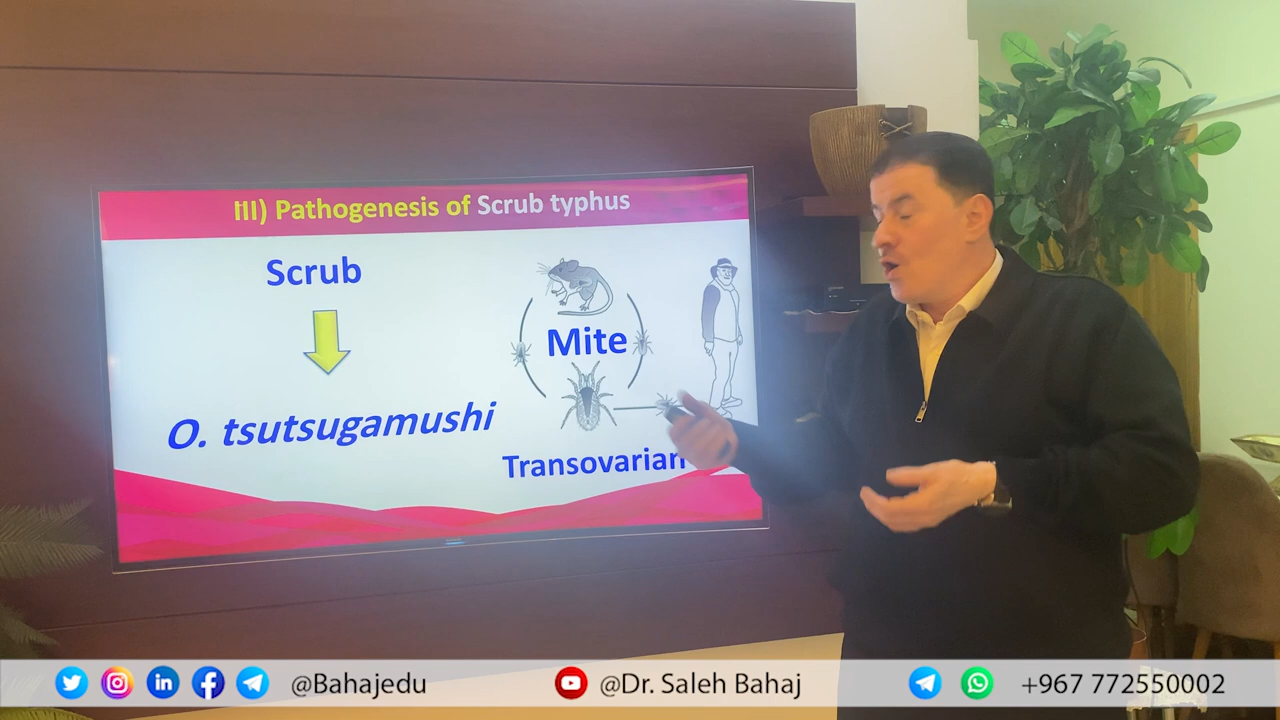 III) Pathogenesis of Scrub typhus
Scrub
Mite
O. tsutsugamushi
Transovarian
@Bahajedu
@Dr. Saleh Bahaj
+967 772550002